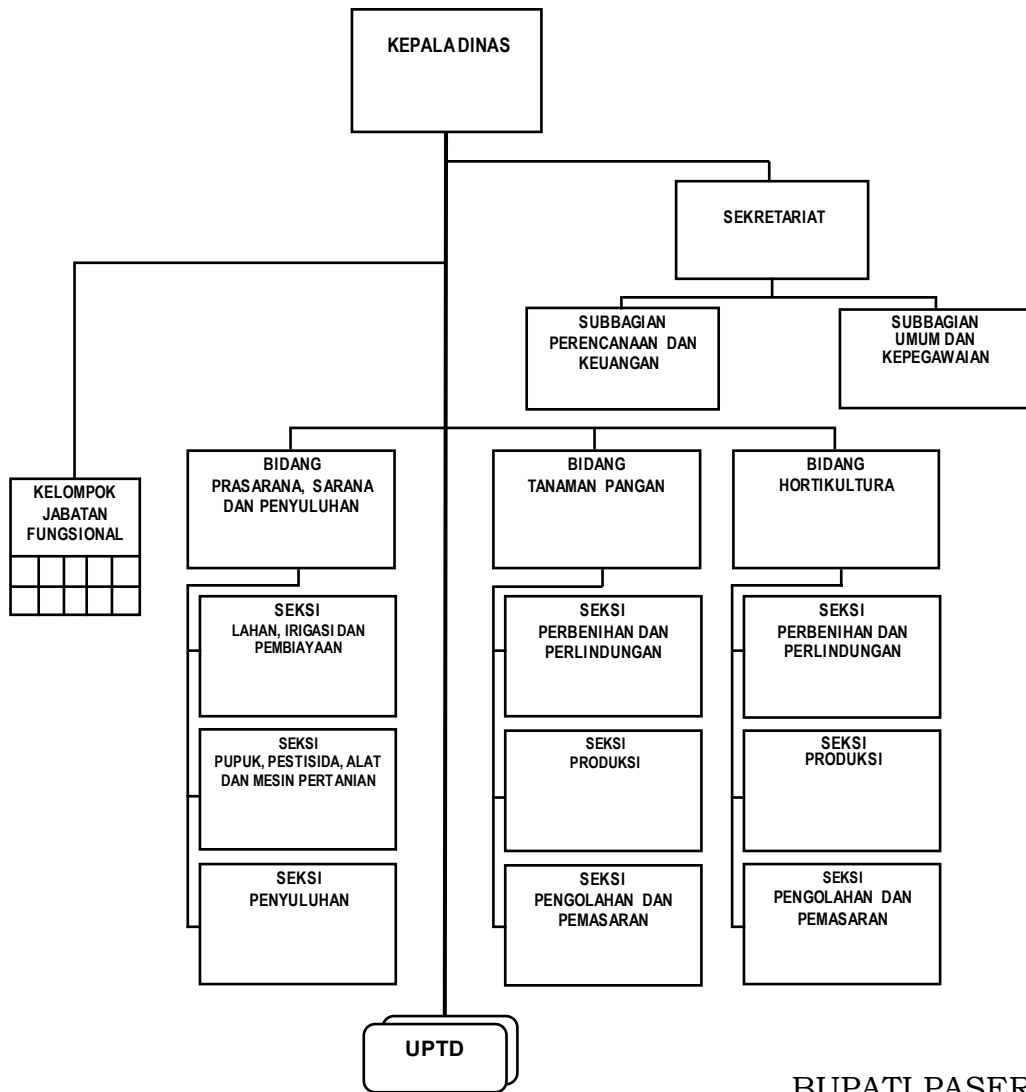 KEPALA DINAS
SEKRETARIAT
SUBBAGIAN
PERENCANAAN DAN
KEUANGAN
SUBBAGIAN
UMUM DAN
KEPEGAWAIAN
KELOMPOK
JABATAN
FUNGSIONAL
BIDANG
PRASARANA, SARANA
DAN PENYULUHAN
BIDANG
TANAMAN PANGAN
BIDANG
HORTIKULTURA
SEKSI
LAHAN, IRIGASI DAN
PEMBIAYAAN
SEKSI
PERBENIHAN DAN
PERLINDUNGAN
SEKSI
PERBENIHAN DAN
PERLINDUNGAN
SEKSI
PUPUK, PESTISIDA, ALAT
DAN MESIN PERTANIAN
SEKSI
PRODUKSI
SEKSI
PRODUKSI
SEKSI
PENYULUHAN
SEKSI
PENGOLAHAN DAN
PEMASARAN
SEKSI
PENGOLAHAN DAN
PEMASARAN
UPTD
BUPATI PASER